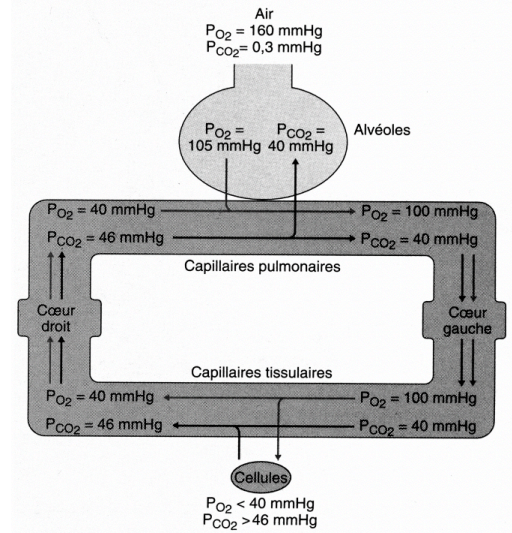 Air
PO2 = 160 mmHg
PCO2= 0,3 mmHg
PO2 = PCO2 =
105 mmHg 40 mmHg
Alvéoles
PO2 = 40 mmHg PO2 = 100 mmHg
PCO2 = 46 mmHg PCO2 = 40 mmHg
Capillaires pulmonaires
Cœur
droit
Cœur
gauche
Capillaires tissulaires
PO2 = 40 mmHg PO2 = 100 mmHg
PCO2 = 46 mmHg PCO2 = 40 mmHg
Cellules
PO2 < 40 mmHg
PCO2 >46 mmHg